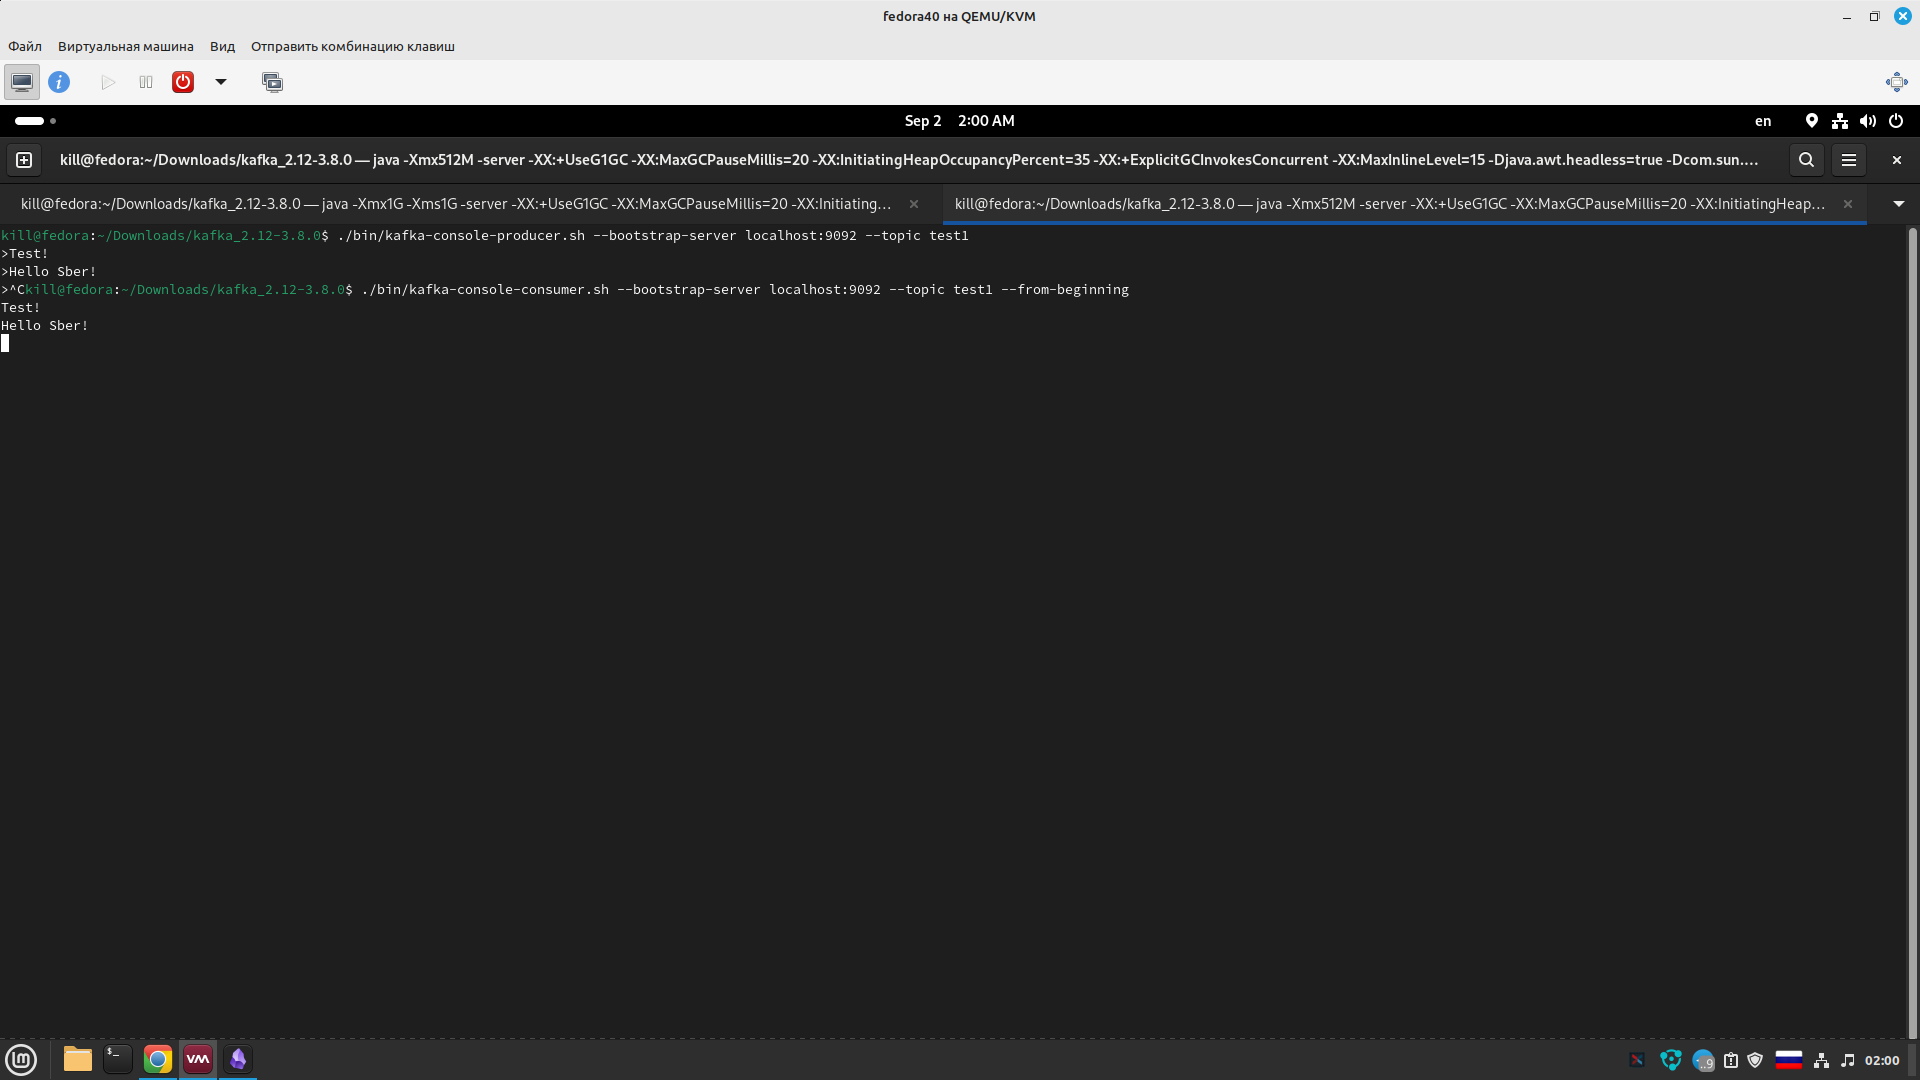 fedora40 на QEMU/KVM
Файл Виртуальная машина Вид Отправить комбинацию клавиш
Sep 2 2:00 AM en
kill@fedora:~/Downloads/kafka_2.12-3.8.0 — java -Xmx512M -server -XX:+UseG1GC -XX:MaxGCPauseMillis=20 -XX:InitiatingHeapOccupancyPercent=35 -XX:+ExplicitGCInvokesConcurrent -XX:MaxInlineLevel=15 -Djava.awt.headless=true -Dcom.sun.…
kill@fedora:~/Downloads/kafka_2.12-3.8.0 — java -Xmx1G -Xms1G -server -XX:+UseG1GC -XX:MaxGCPauseMillis=20 -XX:Initiating… kill@fedora:~/Downloads/kafka_2.12-3.8.0 — java -Xmx512M -server -XX:+UseG1GC -XX:MaxGCPauseMillis=20 -XX:InitiatingHeap…
kill@fedora:~/Downloads/kafka_2.12-3.8.0$ ./bin/kafka-console-producer.sh --bootstrap-server localhost:9092 --topic test1
>Test!
>Hello Sber!
>^Ckill@fedora:~/Downloads/kafka_2.12-3.8.0$ ./bin/kafka-console-consumer.sh --bootstrap-server localhost:9092 --topic test1 --from-beginning
Test!
Hello Sber!
$_ VMM 02:00